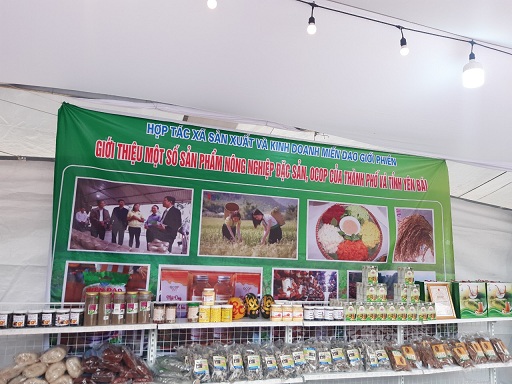 HỢP TÁC XÃ SẢN XUẤT VÀ KINH DOANH MIẾN DAO GIỚI PHIÊN
GIỚI THIỆU MỘT SỐ SẢN PHẨM NÔNG NGHIỆP ĐẶC SẢN, OCOP CỦA THÀNH PHỐ VÀ TỈNH YÊN BÁI